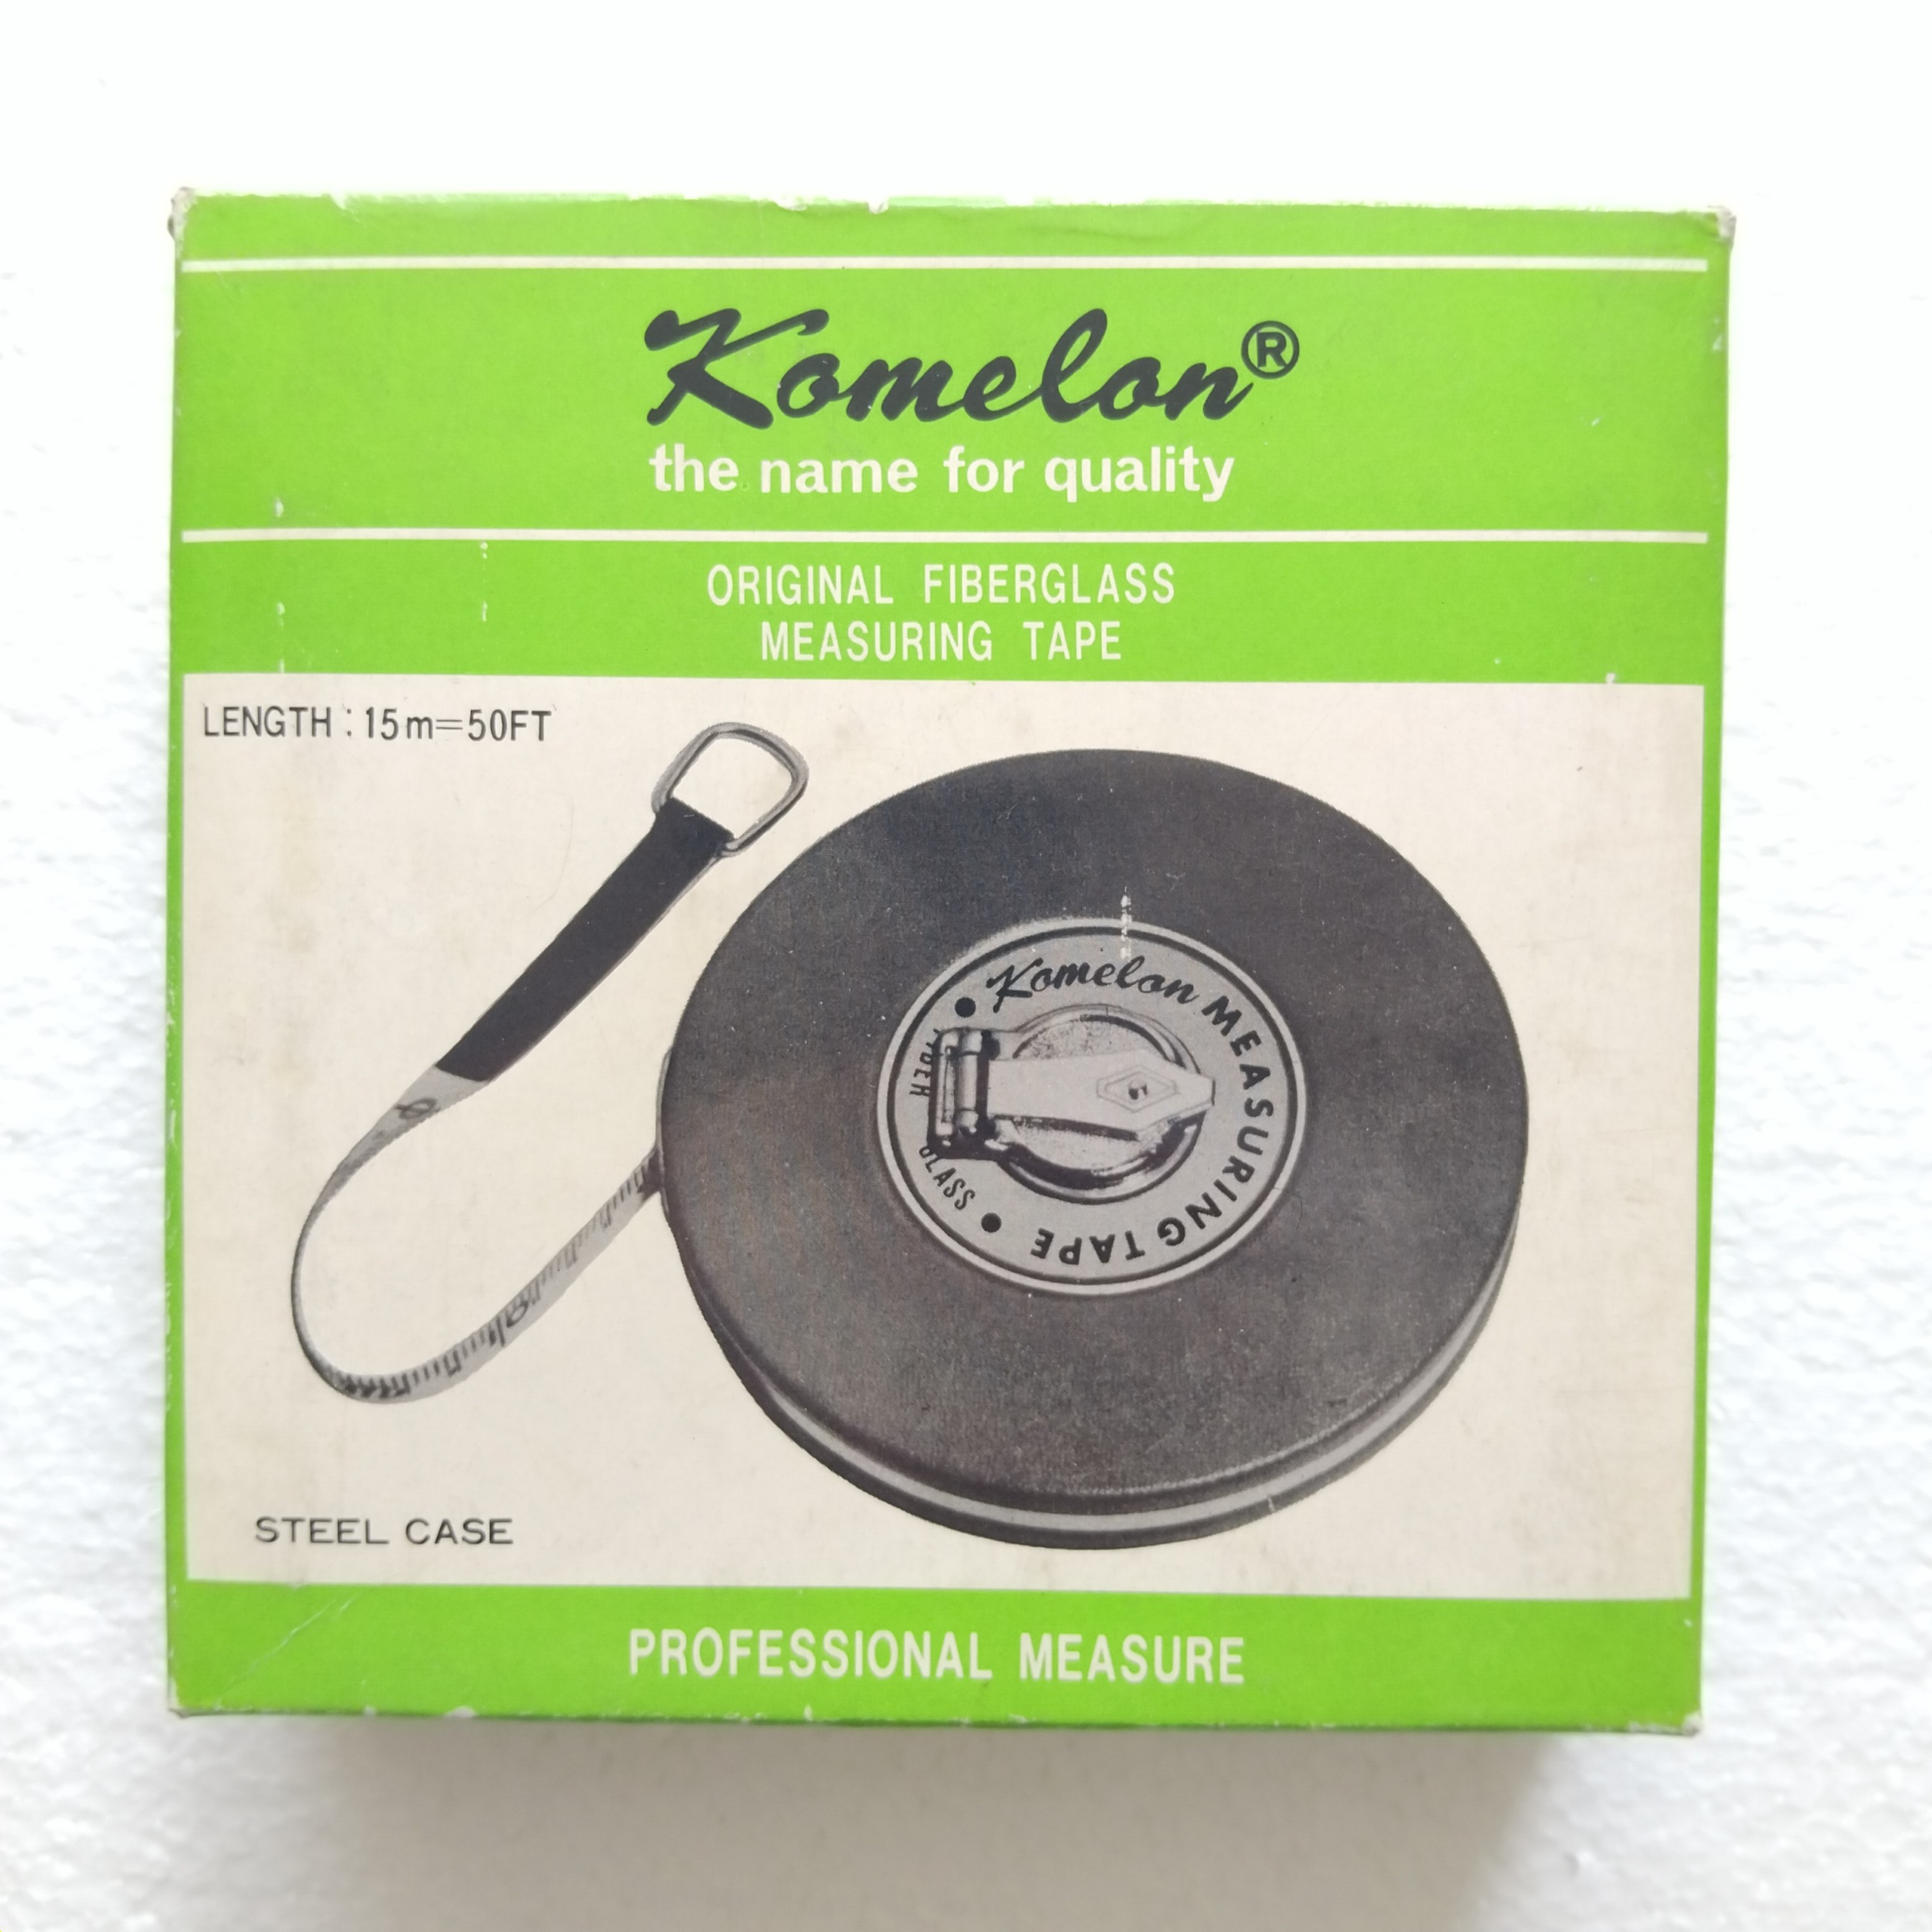 Komelon®
the name for quality
ORIGINAL FIBERGLASS
MEASURING TAPE
LENGTH : 15m=50FT
Komelon MEASURING TAPE
GLASS
STEEL CASE
PROFESSIONAL MEASURE